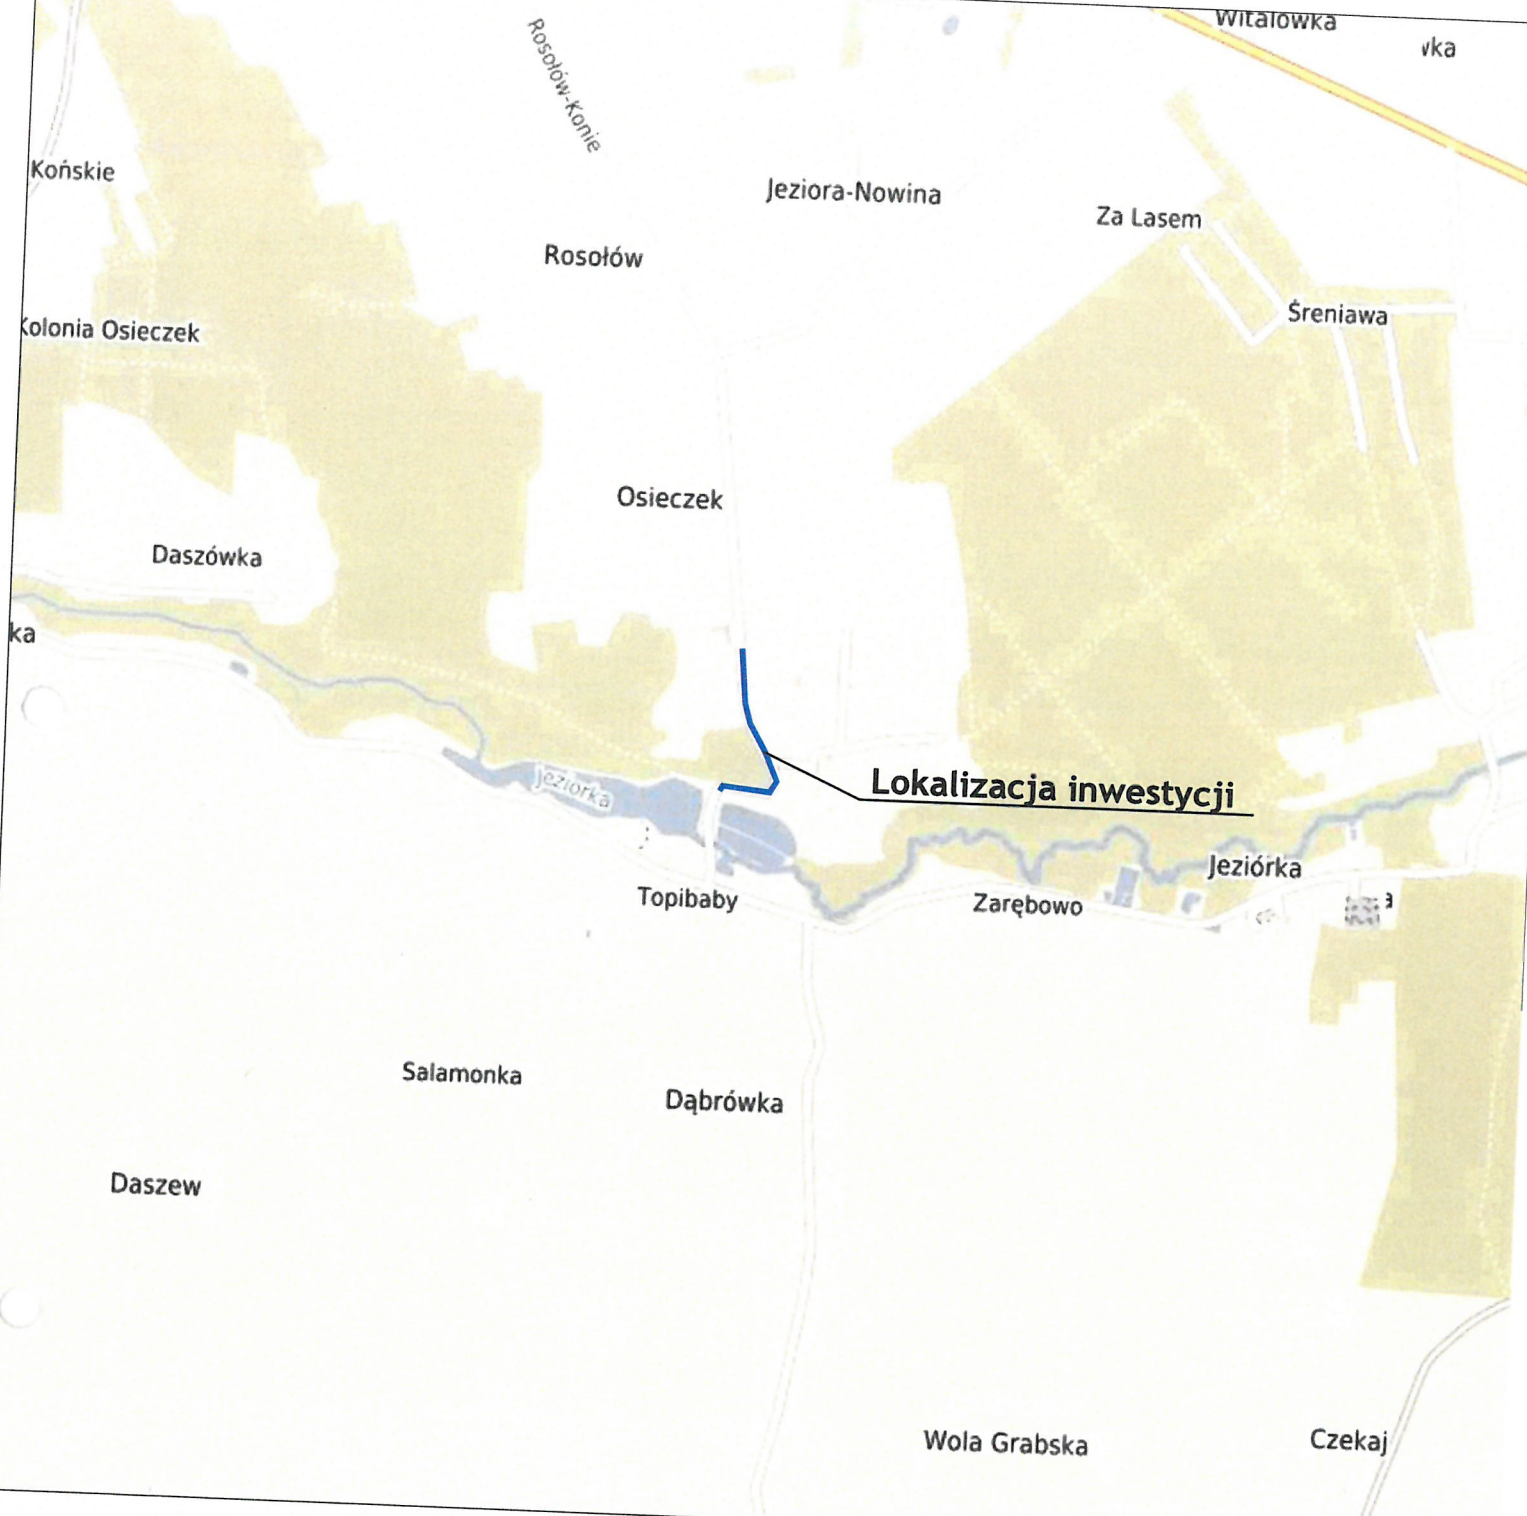 Witalówka
vka
Rosołów-Konie
Końskie
Jeziora-Nowina
Za Lasem
Rosołów
Śreniawa
Kolonia Osieczek
Osieczek
Daszówka
ka
Jeziorka
Lokalizacja inwestycji
Jeziórka
Topibaby
Zarębowo
a
Salamonka
Dąbrówka
Daszew
Wola Grabska
Czekaj